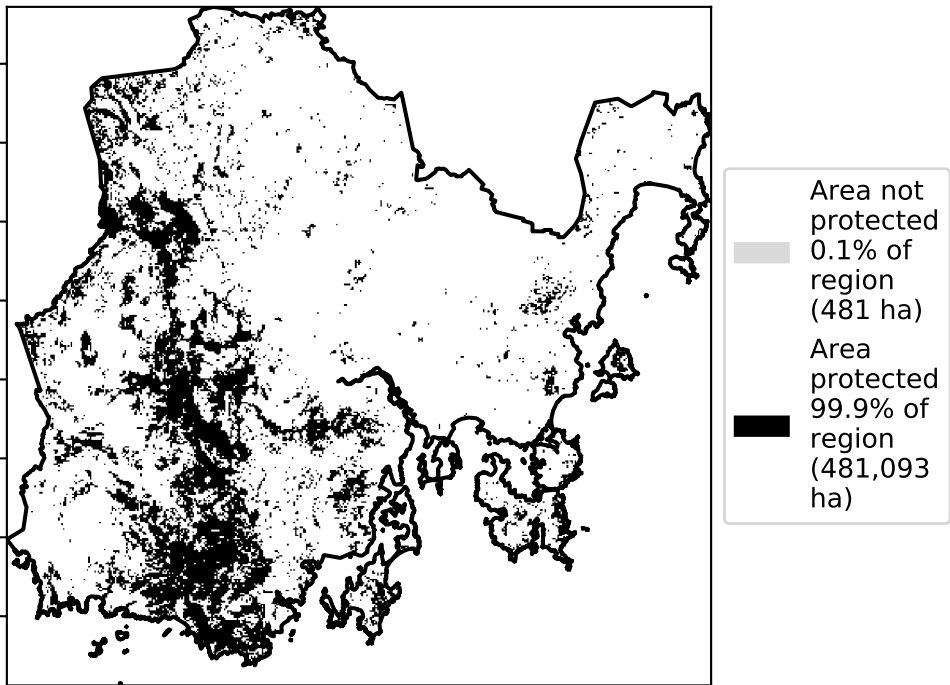 Area not
protected
0.1% of
region
(481 ha)
Area
protected
99.9% of
region
(481,093
ha)